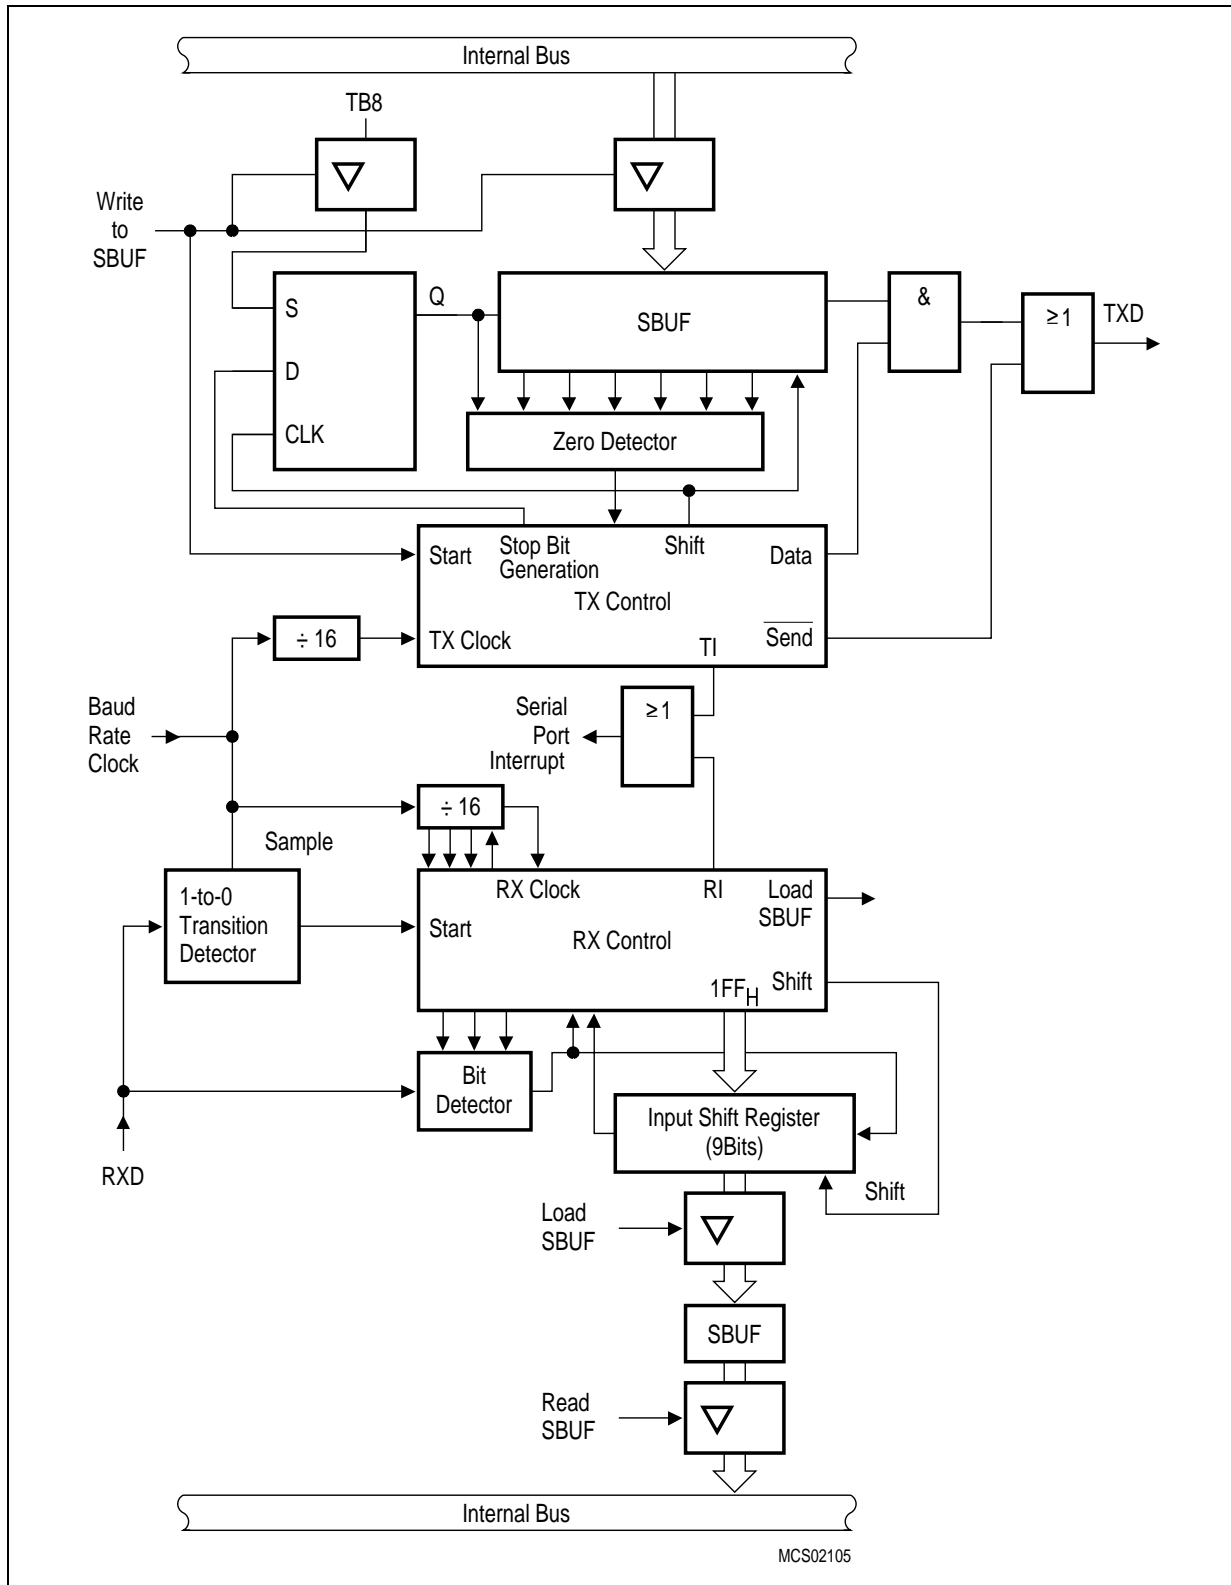 Internal Bus
TB8
Write
to
SBUF
S
Q
D
CLK
SBUF
&
≥1
TXD
Zero Detector
Start
Stop Bit
Generation
Shift
Data
TX Control
÷ 16
TX Clock
TI
Send
Baud
Rate
Clock
Serial
Port
Interrupt
≥1
÷ 16
Sample
1-to-0
Transition
Detector
RX Clock
RI
Load
SBUF
Start
RX Control
1FFH
Shift
Bit
Detector
Input Shift Register
(9Bits)
RXD
Shift
Load
SBUF
SBUF
Read
SBUF
Internal Bus
MCS02105